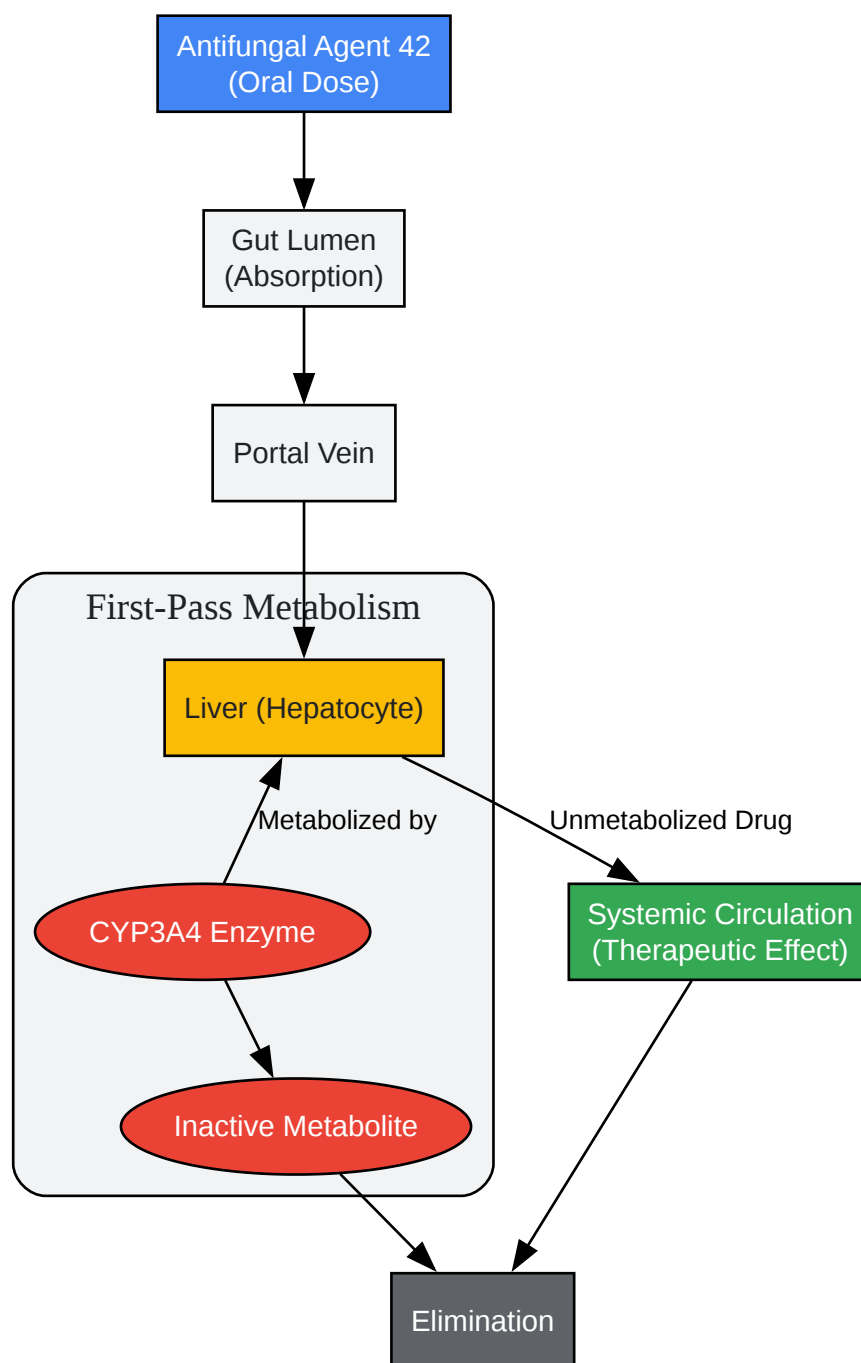 Antifungal Agent 42
(Oral Dose)
Gut Lumen
(Absorption)
Portal Vein
First-Pass Metabolism
Liver (Hepatocyte)
Metabolized by
Unmetabolized Drug
CYP3A4 Enzyme
Systemic Circulation
(Therapeutic Effect)
Inactive Metabolite
Elimination